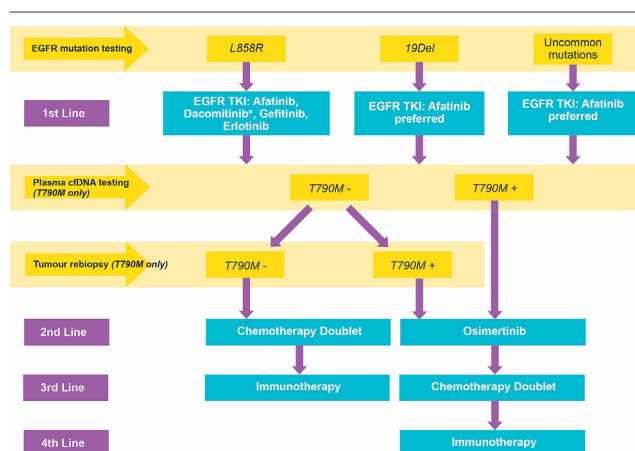 EGFR mutation testing
L858R
19Del
Uncommon
mutations
1st Line
EGFR TKI: Afatinib,
Dacomitinibª, Gefitinib,
Erlotinib
EGFR TKI: Afatinib
preferred
EGFR TKI: Afatinib
preferred
Plasma cfDNA testing
(T790M only)
T790M -
T790M +
Tumour rebiopsy (T790M only)
T790M -
T790M +
2nd Line
Chemotherapy Doublet
Osimertinib
3rd Line
Immunotherapy
Chemotherapy Doublet
4th Line
Immunotherapy